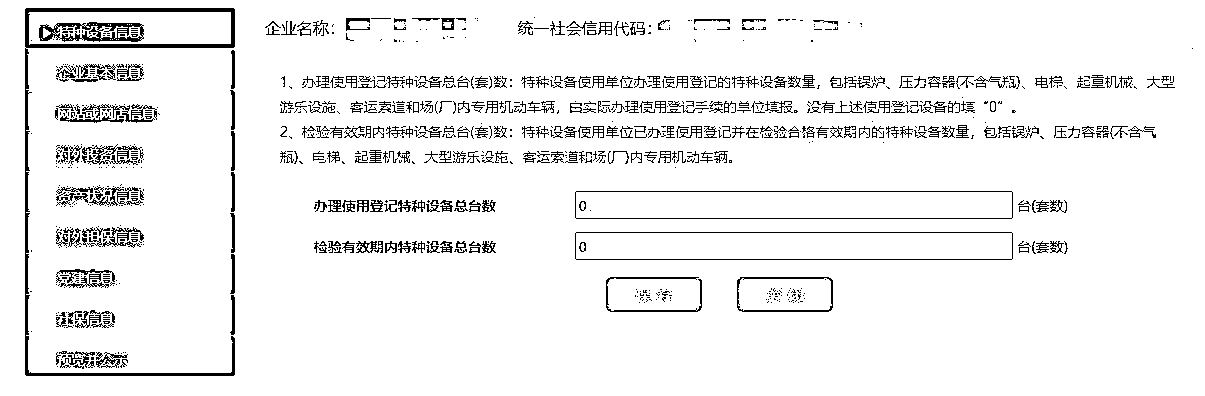 特种设备信息
企业基本信息
网站或网店信息
对外投资信息
资产状况信息
对外担保信息
党建信息
社保信息
预览并公示
企业名称：
统一社会信用代码：
1、办理使用登记特种设备总台(套)数：特种设备使用单位办理使用登记的特种设备数量，包括锅炉、压力容器(不含气瓶)、电梯、起重机械、大型
游乐设施、客运索道和场(厂)内专用机动车辆，由实际办理使用登记手续的单位填报。没有上述使用登记设备的填“0”。
2、检验有效期内特种设备总台(套)数：特种设备使用单位已办理使用登记并在检验合格有效期内的特种设备数量，包括锅炉、压力容器(不含气
瓶)、电梯、起重机械、大型游乐设施、客运索道和场(厂)内专用机动车辆。
办理使用登记特种设备总台数 0 台(套数)
检验有效期内特种设备总台数 0 台(套数)